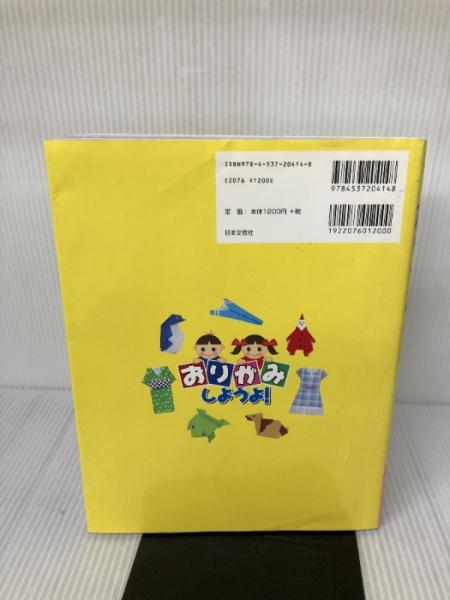 ISBN978-4-537-20414-8
C2076 ¥1200E
定 価：本体1200円＋税
日本文芸社
9784537204148
1922076012000
おりがみ
しようよ!